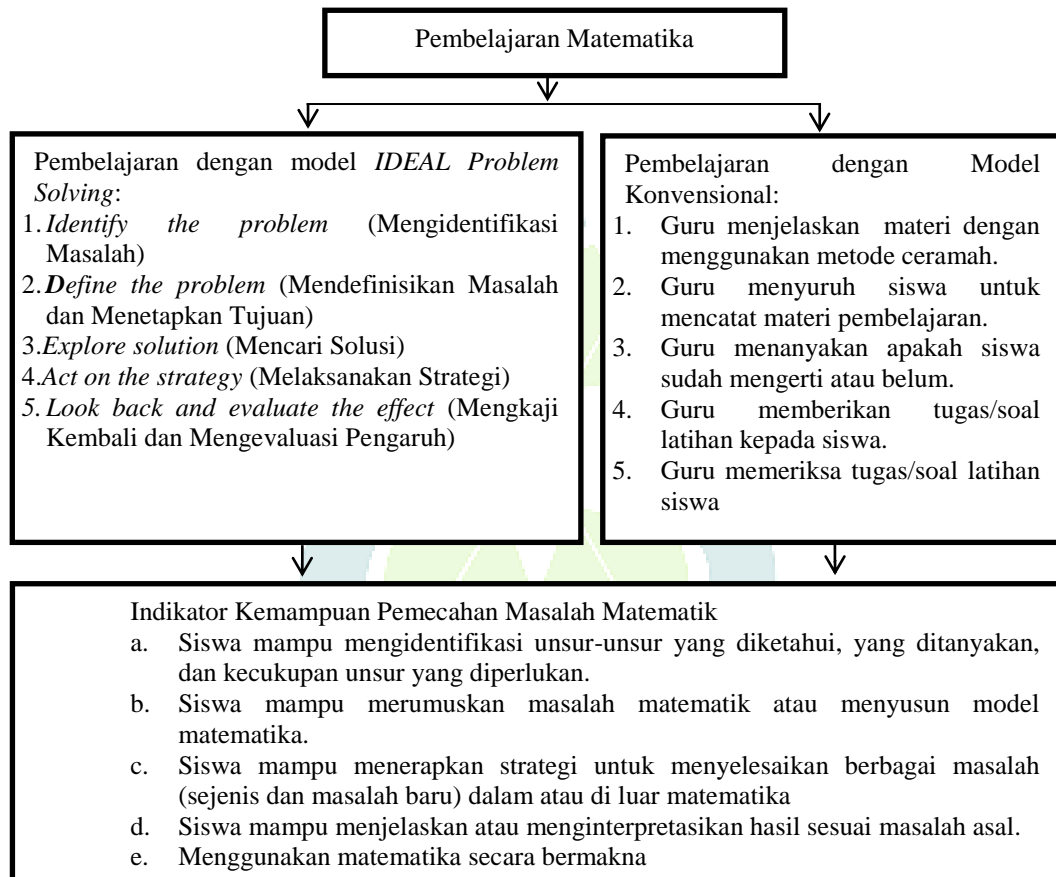 Pembelajaran Matematika
Pembelajaran dengan model IDEAL Problem
Solving:
1. Identify the problem (Mengidentifikasi
Masalah)
2. Define the problem (Mendefinisikan Masalah
dan Menetapkan Tujuan)
3.Explore solution (Mencari Solusi)
4.Act on the strategy (Melaksanakan Strategi)
5. Look back and evaluate the effect (Mengkaji
Kembali dan Mengevaluasi Pengaruh)
Pembelajaran dengan Model
Konvensional:
1. Guru menjelaskan materi dengan
menggunakan metode ceramah.
2. Guru menyuruh siswa untuk
mencatat materi pembelajaran.
3. Guru menanyakan apakah siswa
sudah mengerti atau belum.
4. Guru memberikan tugas/soal
latihan kepada siswa.
5. Guru memeriksa tugas/soal latihan
siswa
Indikator Kemampuan Pemecahan Masalah Matematik
a. Siswa mampu mengidentifikasi unsur-unsur yang diketahui, yang ditanyakan,
dan kecukupan unsur yang diperlukan.
b. Siswa mampu merumuskan masalah matematik atau menyusun model
matematika.
c. Siswa mampu menerapkan strategi untuk menyelesaikan berbagai masalah
(sejenis dan masalah baru) dalam atau di luar matematika
d. Siswa mampu menjelaskan atau menginterpretasikan hasil sesuai masalah asal.
e. Menggunakan matematika secara bermakna